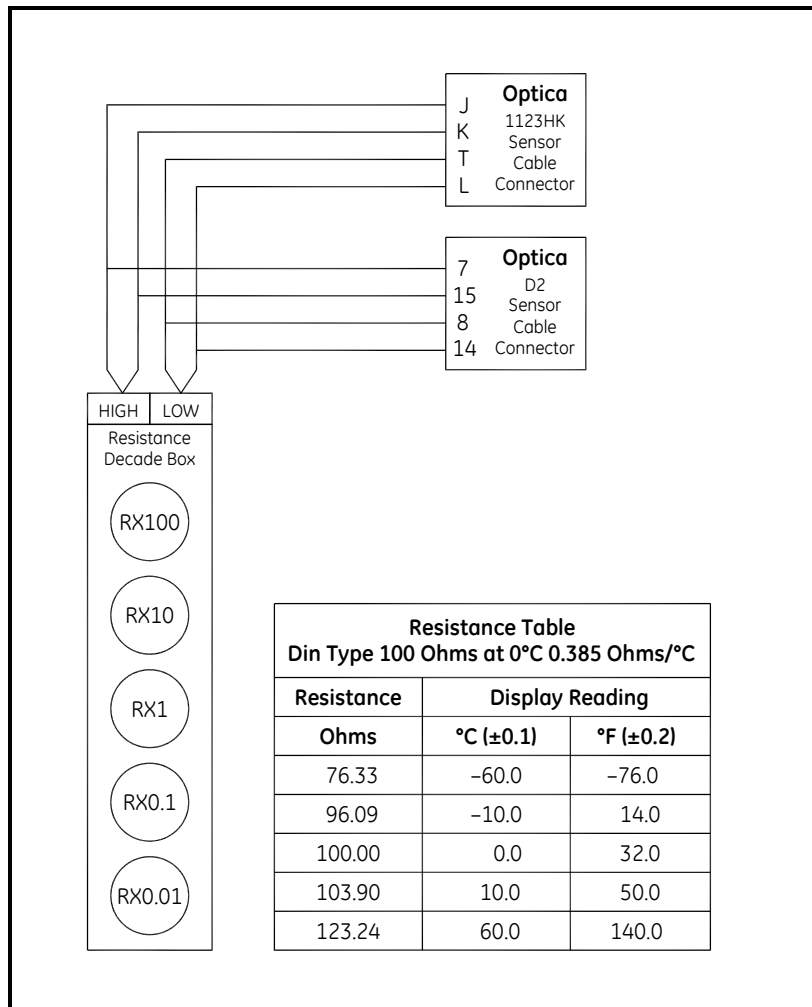 J
K
T
L
Optica
1123HK
Sensor
Cable
Connector
7
15
8
14
Optica
D2
Sensor
Cable
Connector
HIGH LOW
Resistance
Decade Box
RX100
RX10
RX1
RX0.1
RX0.01
Resistance Table
Din Type 100 Ohms at 0°C 0.385 Ohms/°C
Resistance Display Reading
Ohms °C (±0.1) °F (±0.2)
76.33 –60.0 –76.0
96.09 –10.0 14.0
100.00 0.0 32.0
103.90 10.0 50.0
123.24 60.0 140.0